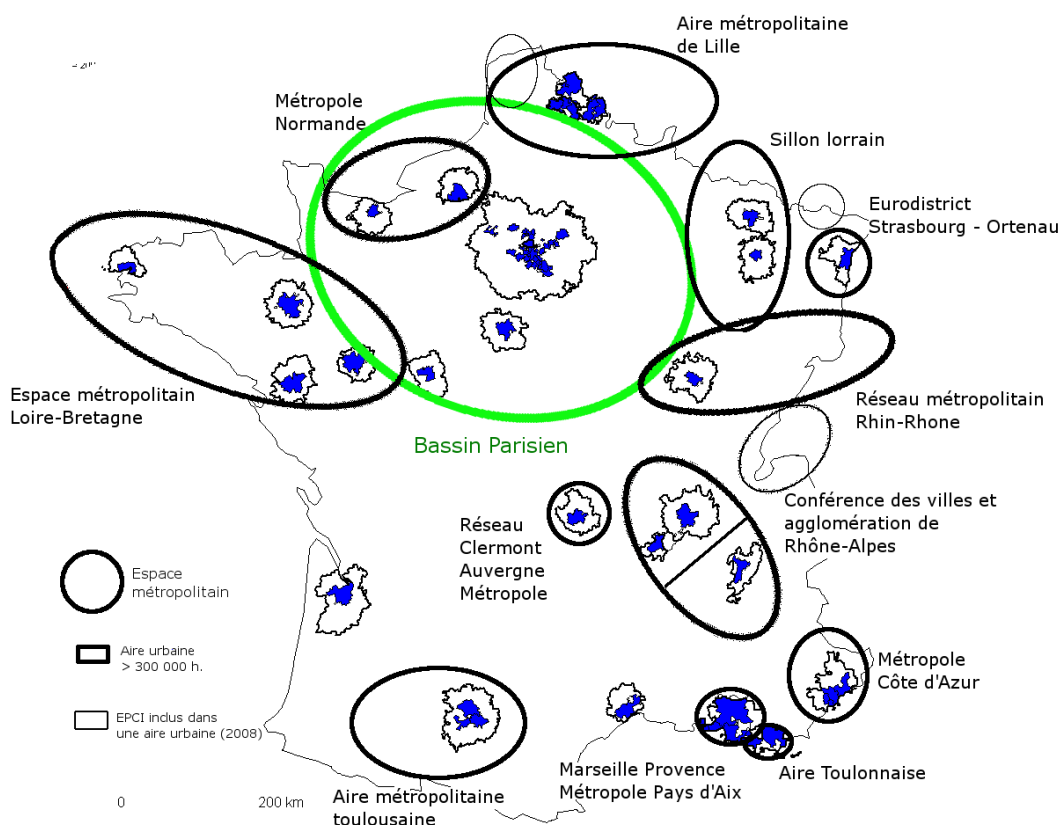 Aire métropolitaine
de Lille
Métropole
Normande
Sillon lorrain
Eurodistrict
Strasbourg - Ortenau
Espace métropolitain
Loire-Bretagne
Bassin Parisien
Réseau métropolitain
Rhin-Rhone
Réseau
Clermont
Auvergne
Métropole
Conférence des villes et
agglomération de
Rhône-Alpes
Espace
métropolitain
Aire urbaine
> 300 000 h.
EPCI inclus dans
une aire urbaine (2008)
Métropole
Côte d'Azur
Marseille Provence
Métropole Pays d'Aix
Aire Toulonnaise
Aire métropolitaine
toulousaine
0 200 km